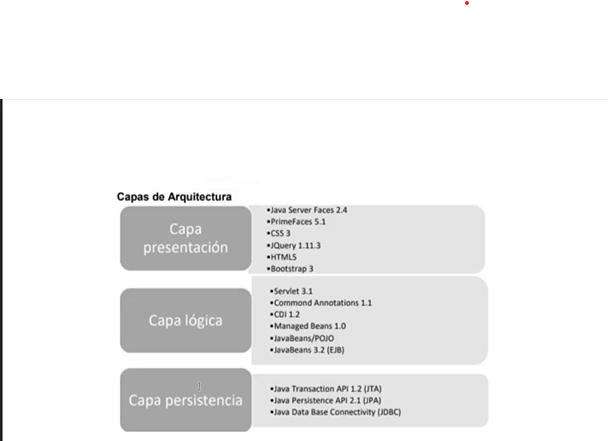 Capas de Arquitectura
Capa
presentación
•Java Server Faces 2.4
•PrimeFaces 5.1
•CSS 3
•JQuery 1.11.3
•HTML5
•Bootstrap 3
Capa lógica
•Servlet 3.1
•Commond Annotations 1.1
•CDI 1.2
•Managed Beans 1.0
•JavaBeans/POJO
•JavaBeans 3.2 (EJB)
Capa persistencia
•Java Transaction API 1.2 (JTA)
•Java Persistence API 2.1 (JPA)
•Java Data Base Connectivity (JDBC)